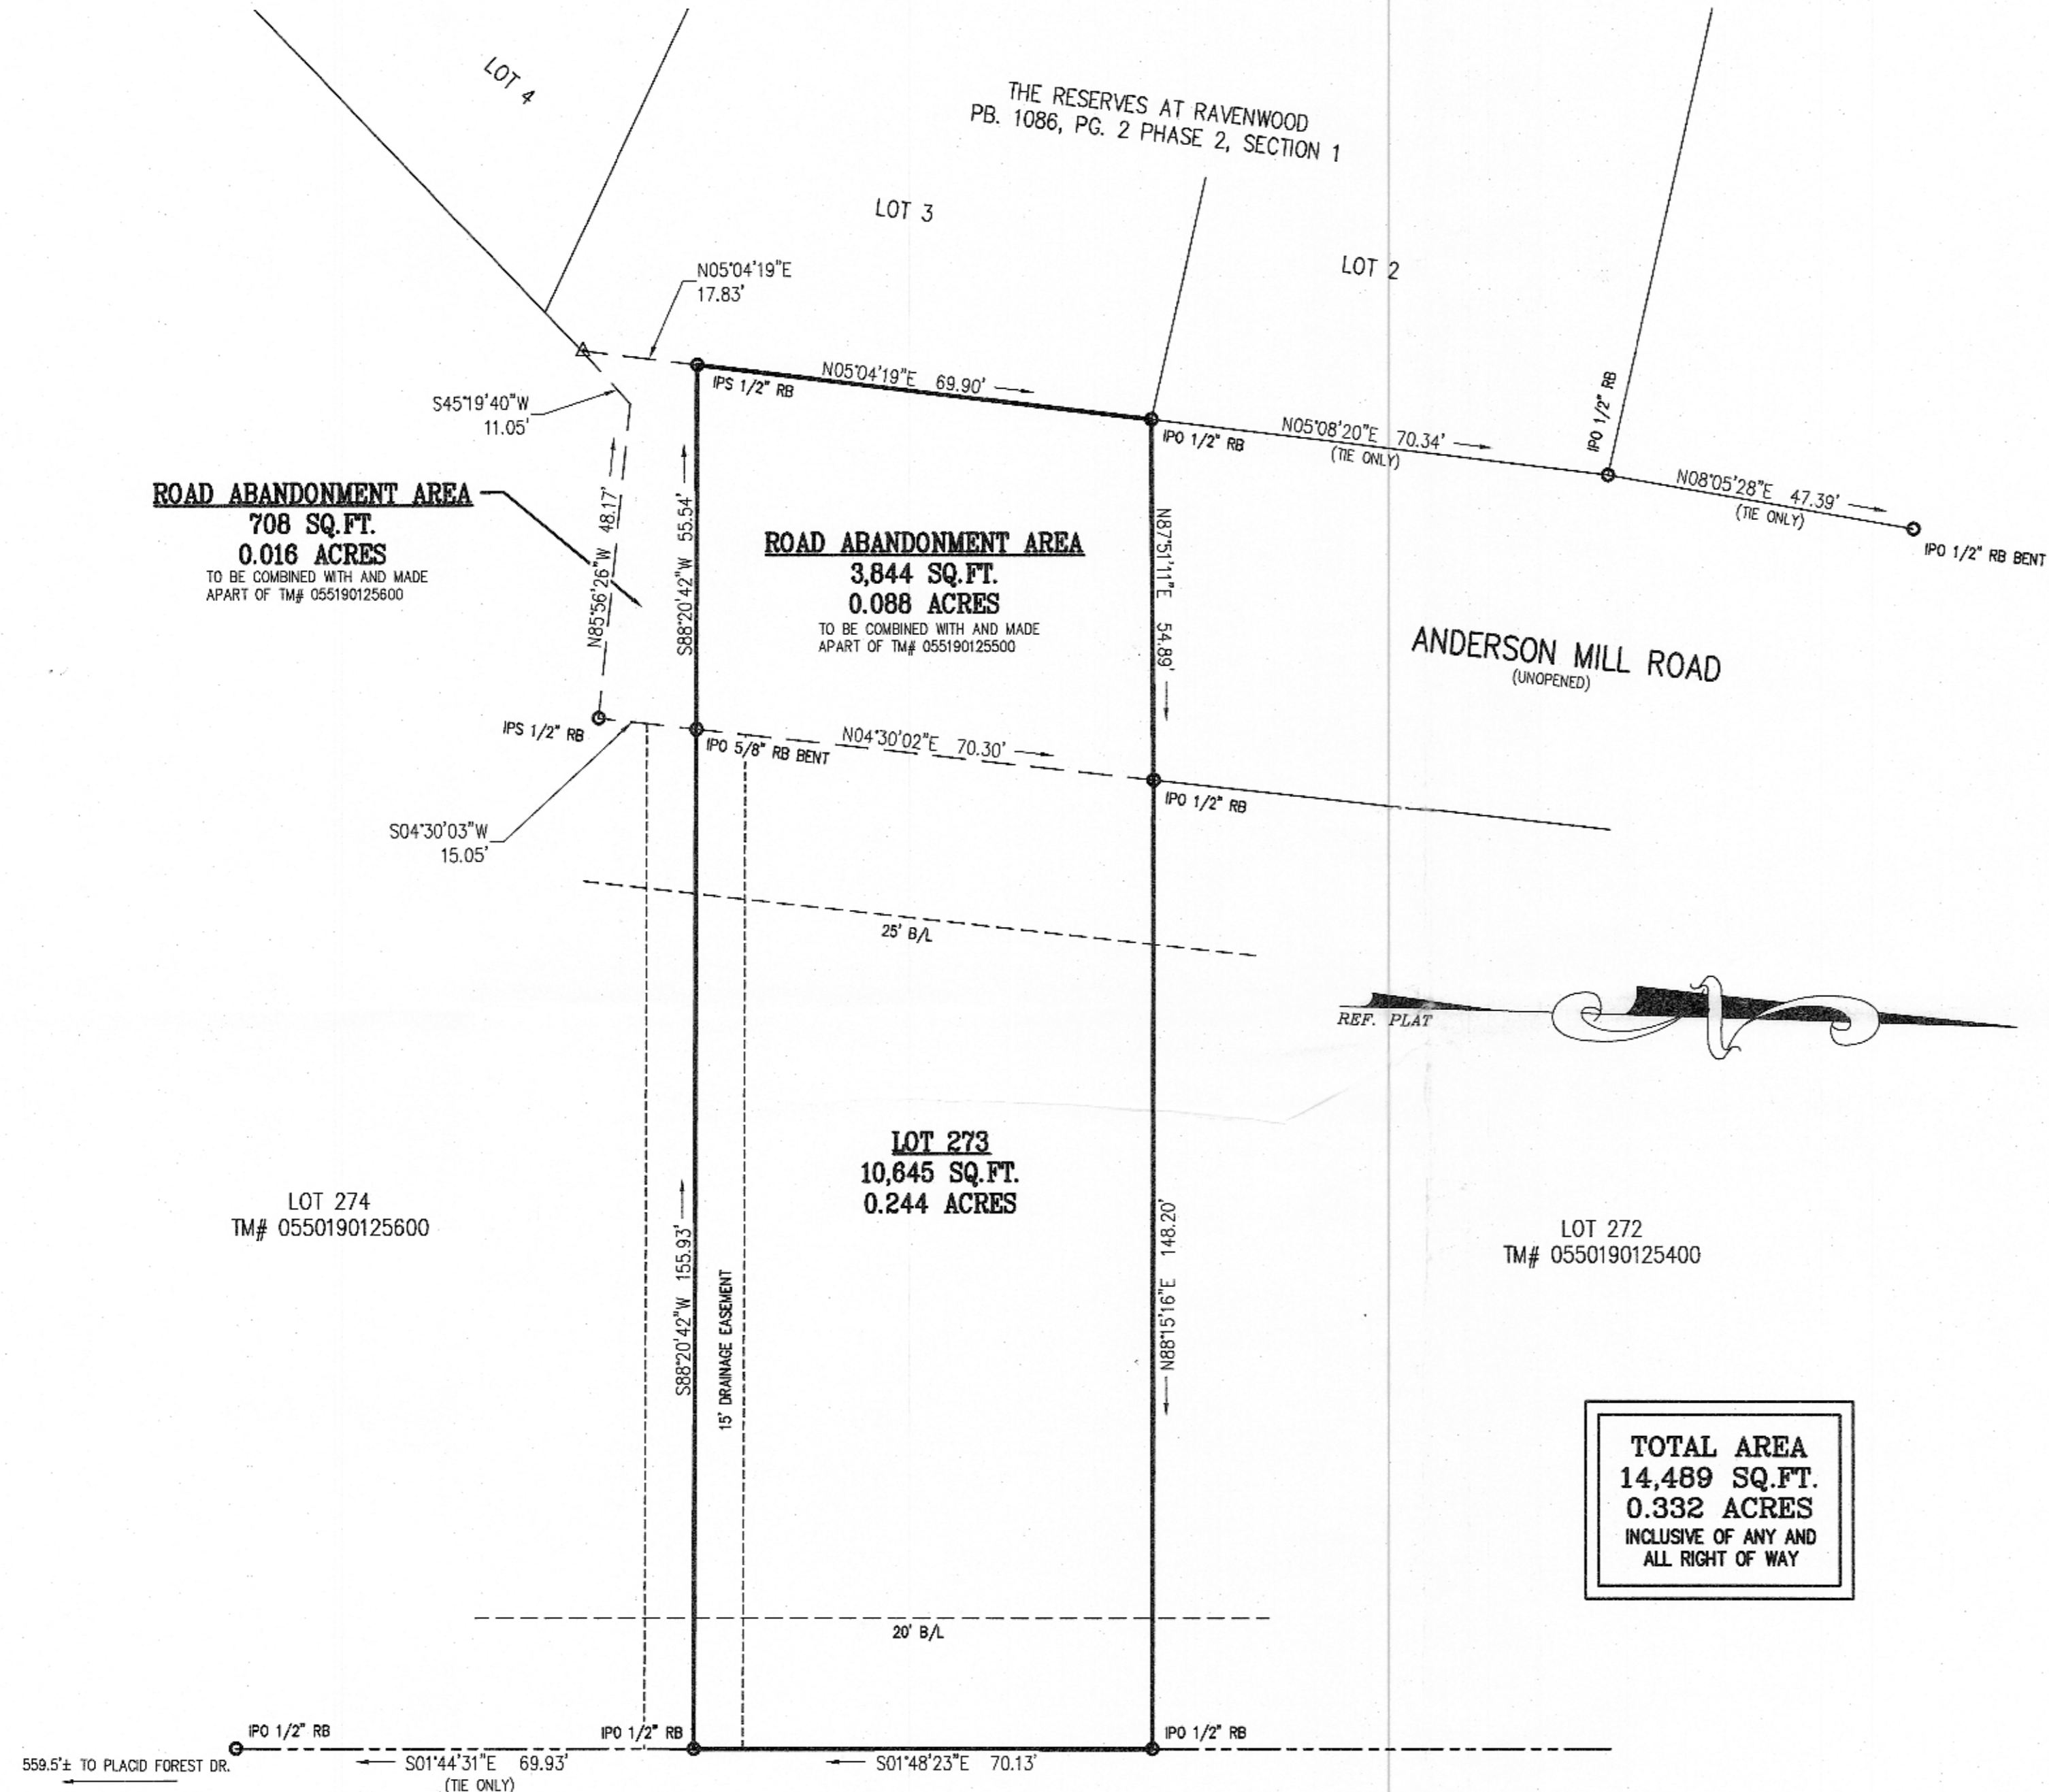 LOT 4
THE RESERVES AT RAVENWOOD
PB. 1086, PG. 2 PHASE 2, SECTION 1
LOT 3
LOT 2
N05°04'19"E
17.83'
IPS 1/2" RB
N05°04'19"E 69.90'
S45°19'40"W
11.05'
IPO 1/2" RB
N05°08'20"E 70.34'
(TIE ONLY)
IPO 1/2" RB
N08°05'28"E 47.39'
(TIE ONLY)
IPO 1/2" RB BENT
ROAD ABANDONMENT AREA
708 SQ.FT.
0.016 ACRES
TO BE COMBINED WITH AND MADE
APART OF TM# 055190125600
N85°56'26"W 48.17'
S88°20'42"W 55.54'
ROAD ABANDONMENT AREA
3,844 SQ.FT.
0.088 ACRES
TO BE COMBINED WITH AND MADE
APART OF TM# 055190125500
N87°51'11"E 54.89'
ANDERSON MILL ROAD
(UNOPENED)
IPS 1/2" RB
IPO 5/8" RB BENT
N04°30'02"E 70.30'
IPO 1/2" RB
S04°30'03"W
15.05'
25' B/L
REF. PLAT
N
LOT 273
10,645 SQ.FT.
0.244 ACRES
LOT 274
TM# 0550190125600
S88°20'42"W 155.93'
15' DRAINAGE EASEMENT
N88°15'16"E 148.20'
LOT 272
TM# 0550190125400
TOTAL AREA
14,489 SQ.FT.
0.332 ACRES
INCLUSIVE OF ANY AND
ALL RIGHT OF WAY
20' B/L
IPO 1/2" RB
IPO 1/2" RB
IPO 1/2" RB
559.5'± TO PLACID FOREST DR.
S01°44'31"E 69.93'
(TIE ONLY)
S01°48'23"E 70.13'